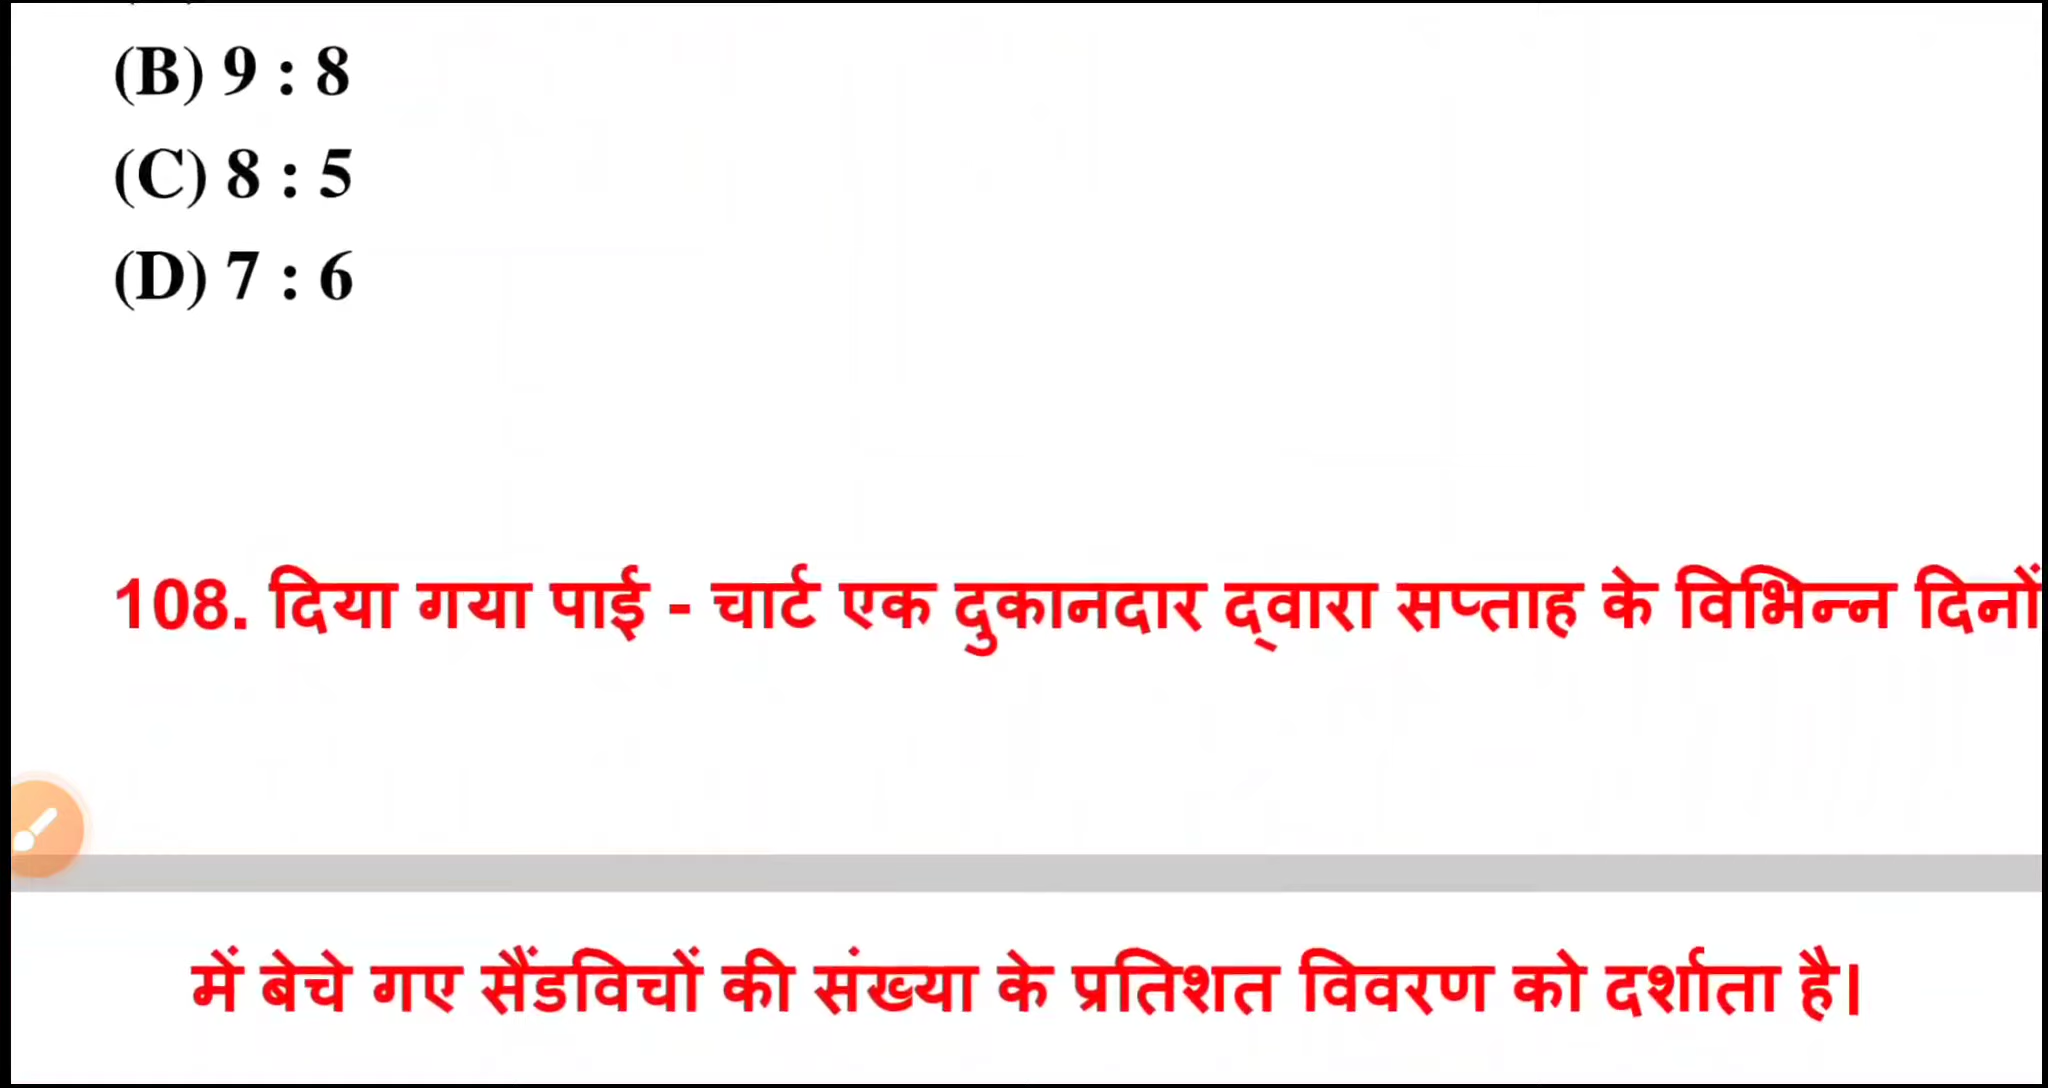 (B) 9 : 8
(C) 8 : 5
(D) 7 : 6
108. दिया गया पाई - चार्ट एक दुकानदार द्‌वारा सप्ताह के विभिन्न दिनों
में बेचे गए सैंडविचों की संख्या के प्रतिशत विवरण को दर्शाता है।